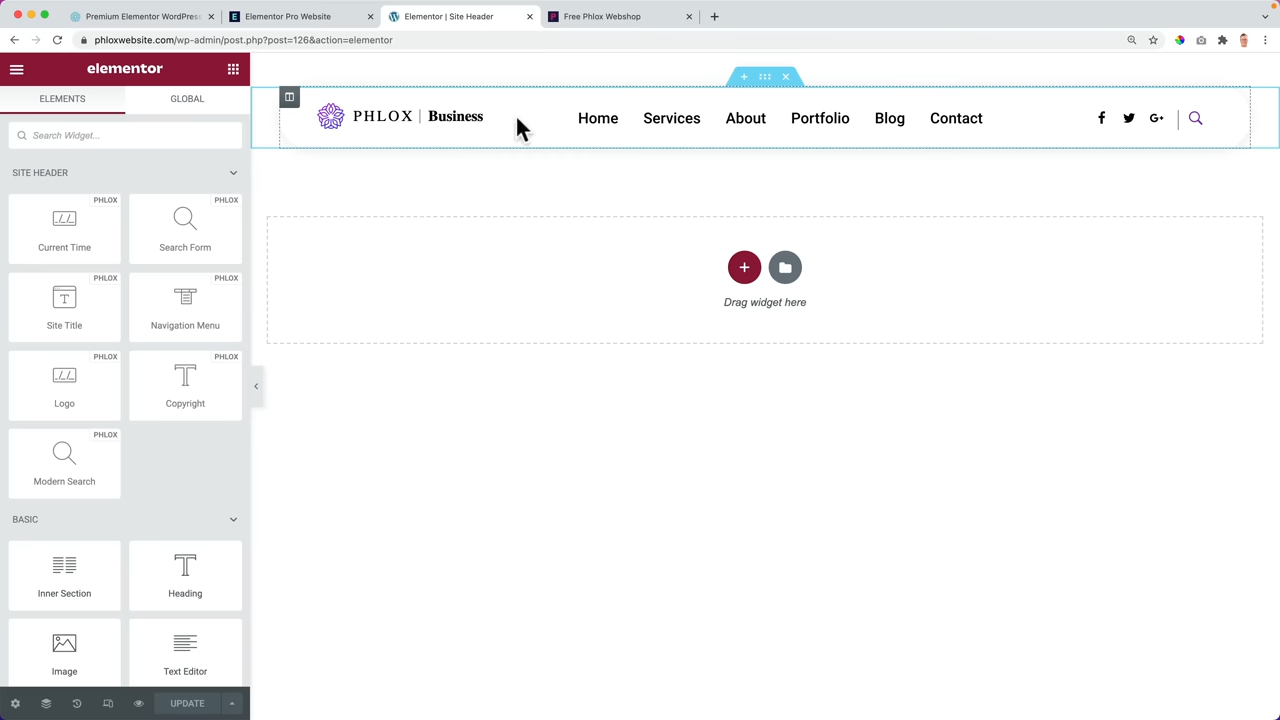 Premium Elementor WordPress
Elementor Pro Website
Elementor | Site Header
Free Phlox Webshop
phloxwebsite.com/wp-admin/post.php?post=126&action=elementor
elementor
ELEMENTS
GLOBAL
Search Widget...
SITE HEADER
PHLOX
Current Time
PHLOX
Search Form
PHLOX
Site Title
PHLOX
Navigation Menu
PHLOX
Logo
PHLOX
Copyright
PHLOX
Modern Search
BASIC
Inner Section
Heading
Image
Text Editor
UPDATE
PHLOX | Business
Home Services About Portfolio Blog Contact
Drag widget here